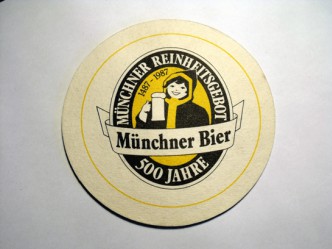 MÜNCHNER REINHEITSGEBOT
1487-1987
Münchner Bier
500 JAHRE